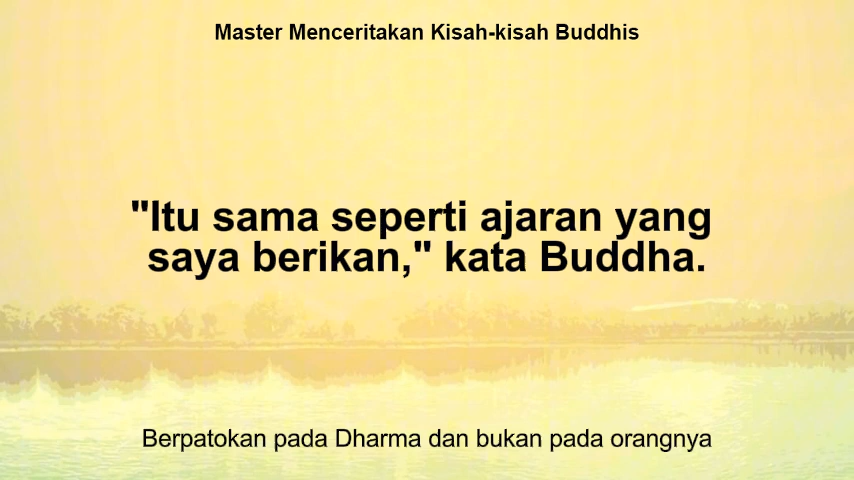 Master Menceritakan Kisah-kisah Buddhis
"Itu sama seperti ajaran yang
saya berikan," kata Buddha.
Berpatokan pada Dharma dan bukan pada orangnya